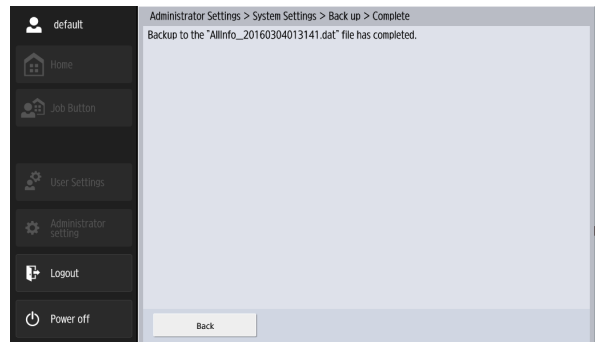 default
Home
Job Button
User Settings
Administrator
setting
Logout
Power off
Administrator Settings > System Settings > Back up > Complete
Backup to the "AllInfo_20160304013141.dat" file has completed.
Back